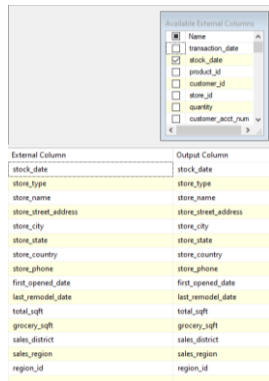 Available External Columns
Name
transaction_date
stock_date
product_id
customer_id
store_id
quantity
customer_acct_num
External Column Output Column
stock_date stock_date
store_type store_type
store_name store_name
store_street_address store_street_address
store_city store_city
store_state store_state
store_country store_country
store_phone store_phone
first_opened_date first_opened_date
last_remodel_date last_remodel_date
total_sqft total_sqft
grocery_sqft grocery_sqft
sales_district sales_district
sales_region sales_region
region_id region_id